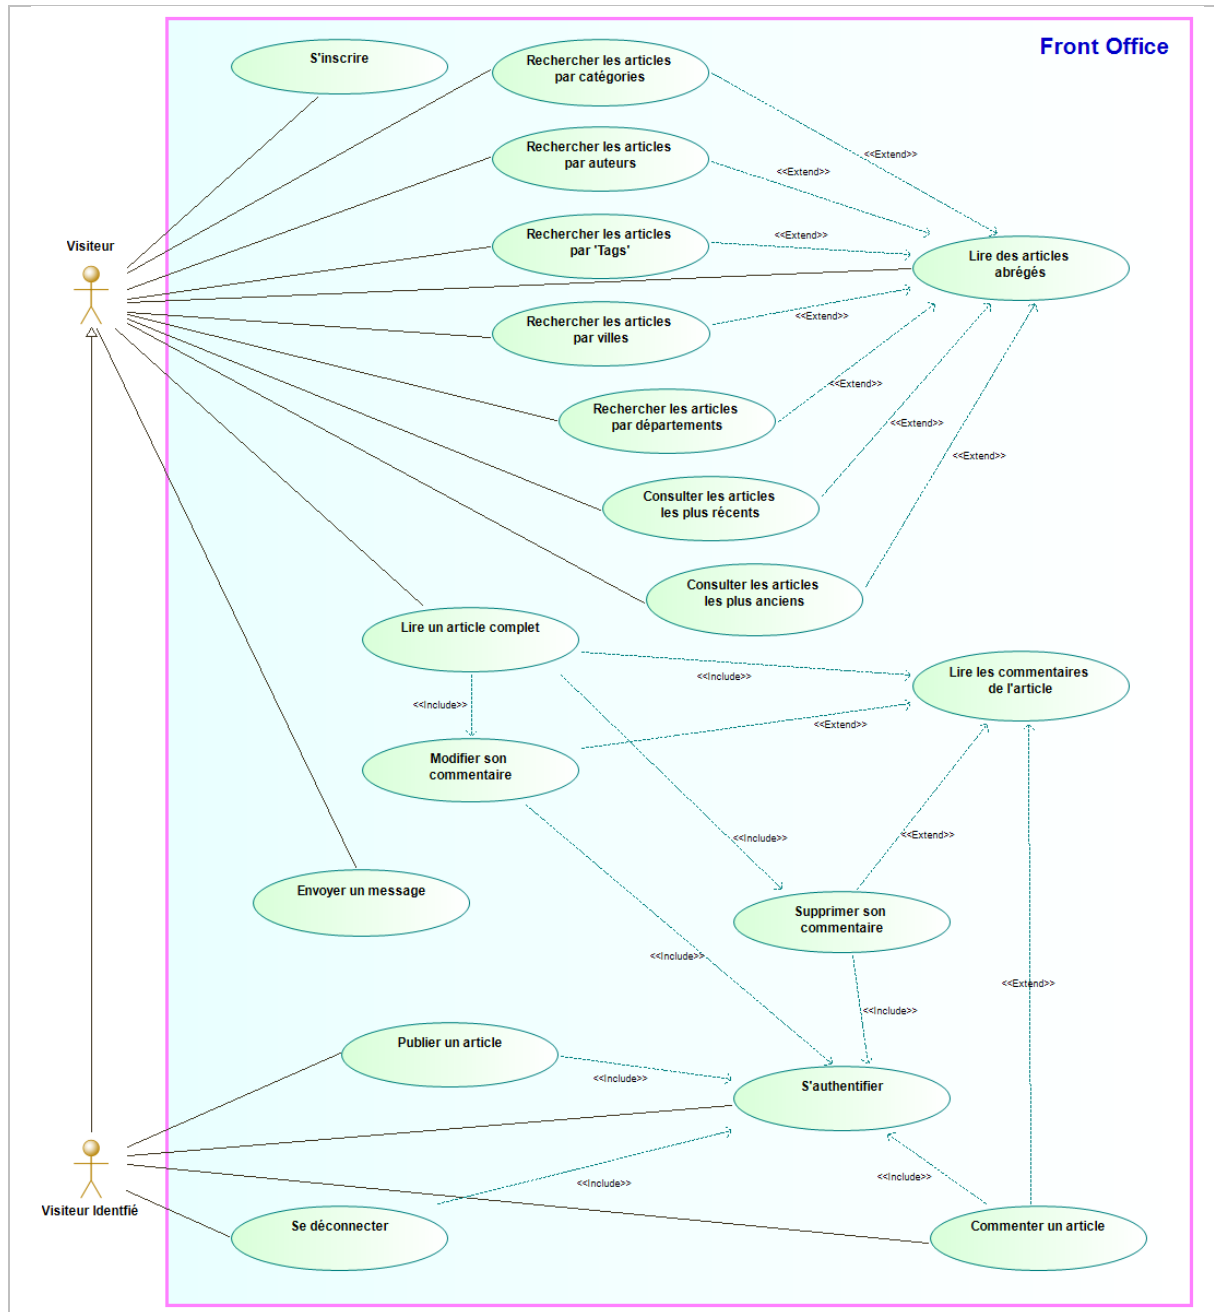 Front Office
S'inscrire
Rechercher les articles
par catégories
<<Extend>>
Rechercher les articles
par auteurs
<<Extend>>
Visiteur
Rechercher les articles
par 'Tags'
<<Extend>>
Lire des articles
abrégés
Rechercher les articles
par villes
<<Extend>>
Rechercher les articles
par départements
<<Extend>>
<<Extend>>
Consulter les articles
les plus récents
<<Extend>>
Consulter les articles
les plus anciens
Lire un article complet
<<Include>>
Lire les commentaires
de l'article
<<Include>>
<<Extend>>
Modifier son
commentaire
<<Include>>
<<Extend>>
Envoyer un message
Supprimer son
commentaire
<<Include>>
<<Extend>>
<<Include>>
Publier un article
<<Include>>
S'authentifier
<<Include>>
<<Include>>
Visiteur Identfié
Se déconnecter
Commenter un article